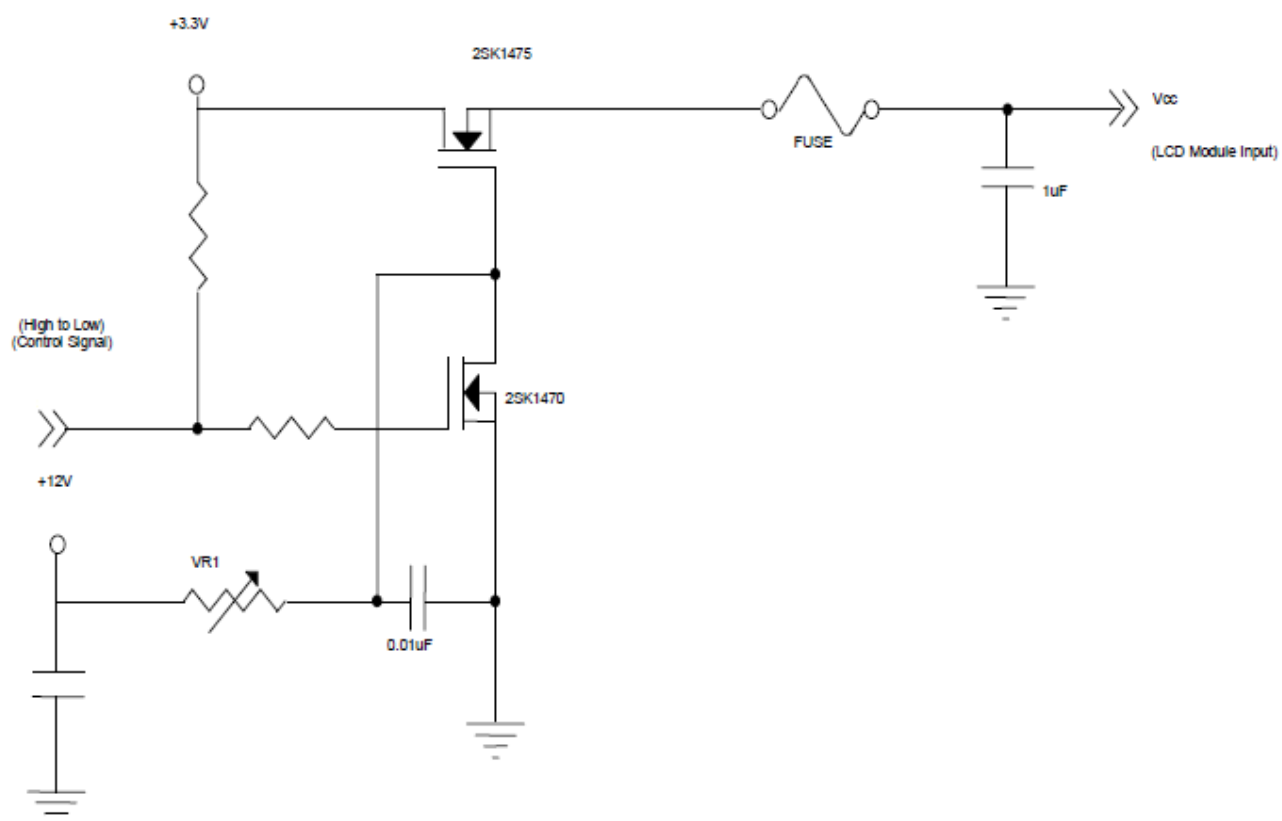 +3.3V
2SK1475
Vcc
FUSE
(LCD Module Input)
1uF
(High to Low)
(Control Signal)
2SK1470
+12V
VR1
0.01uF